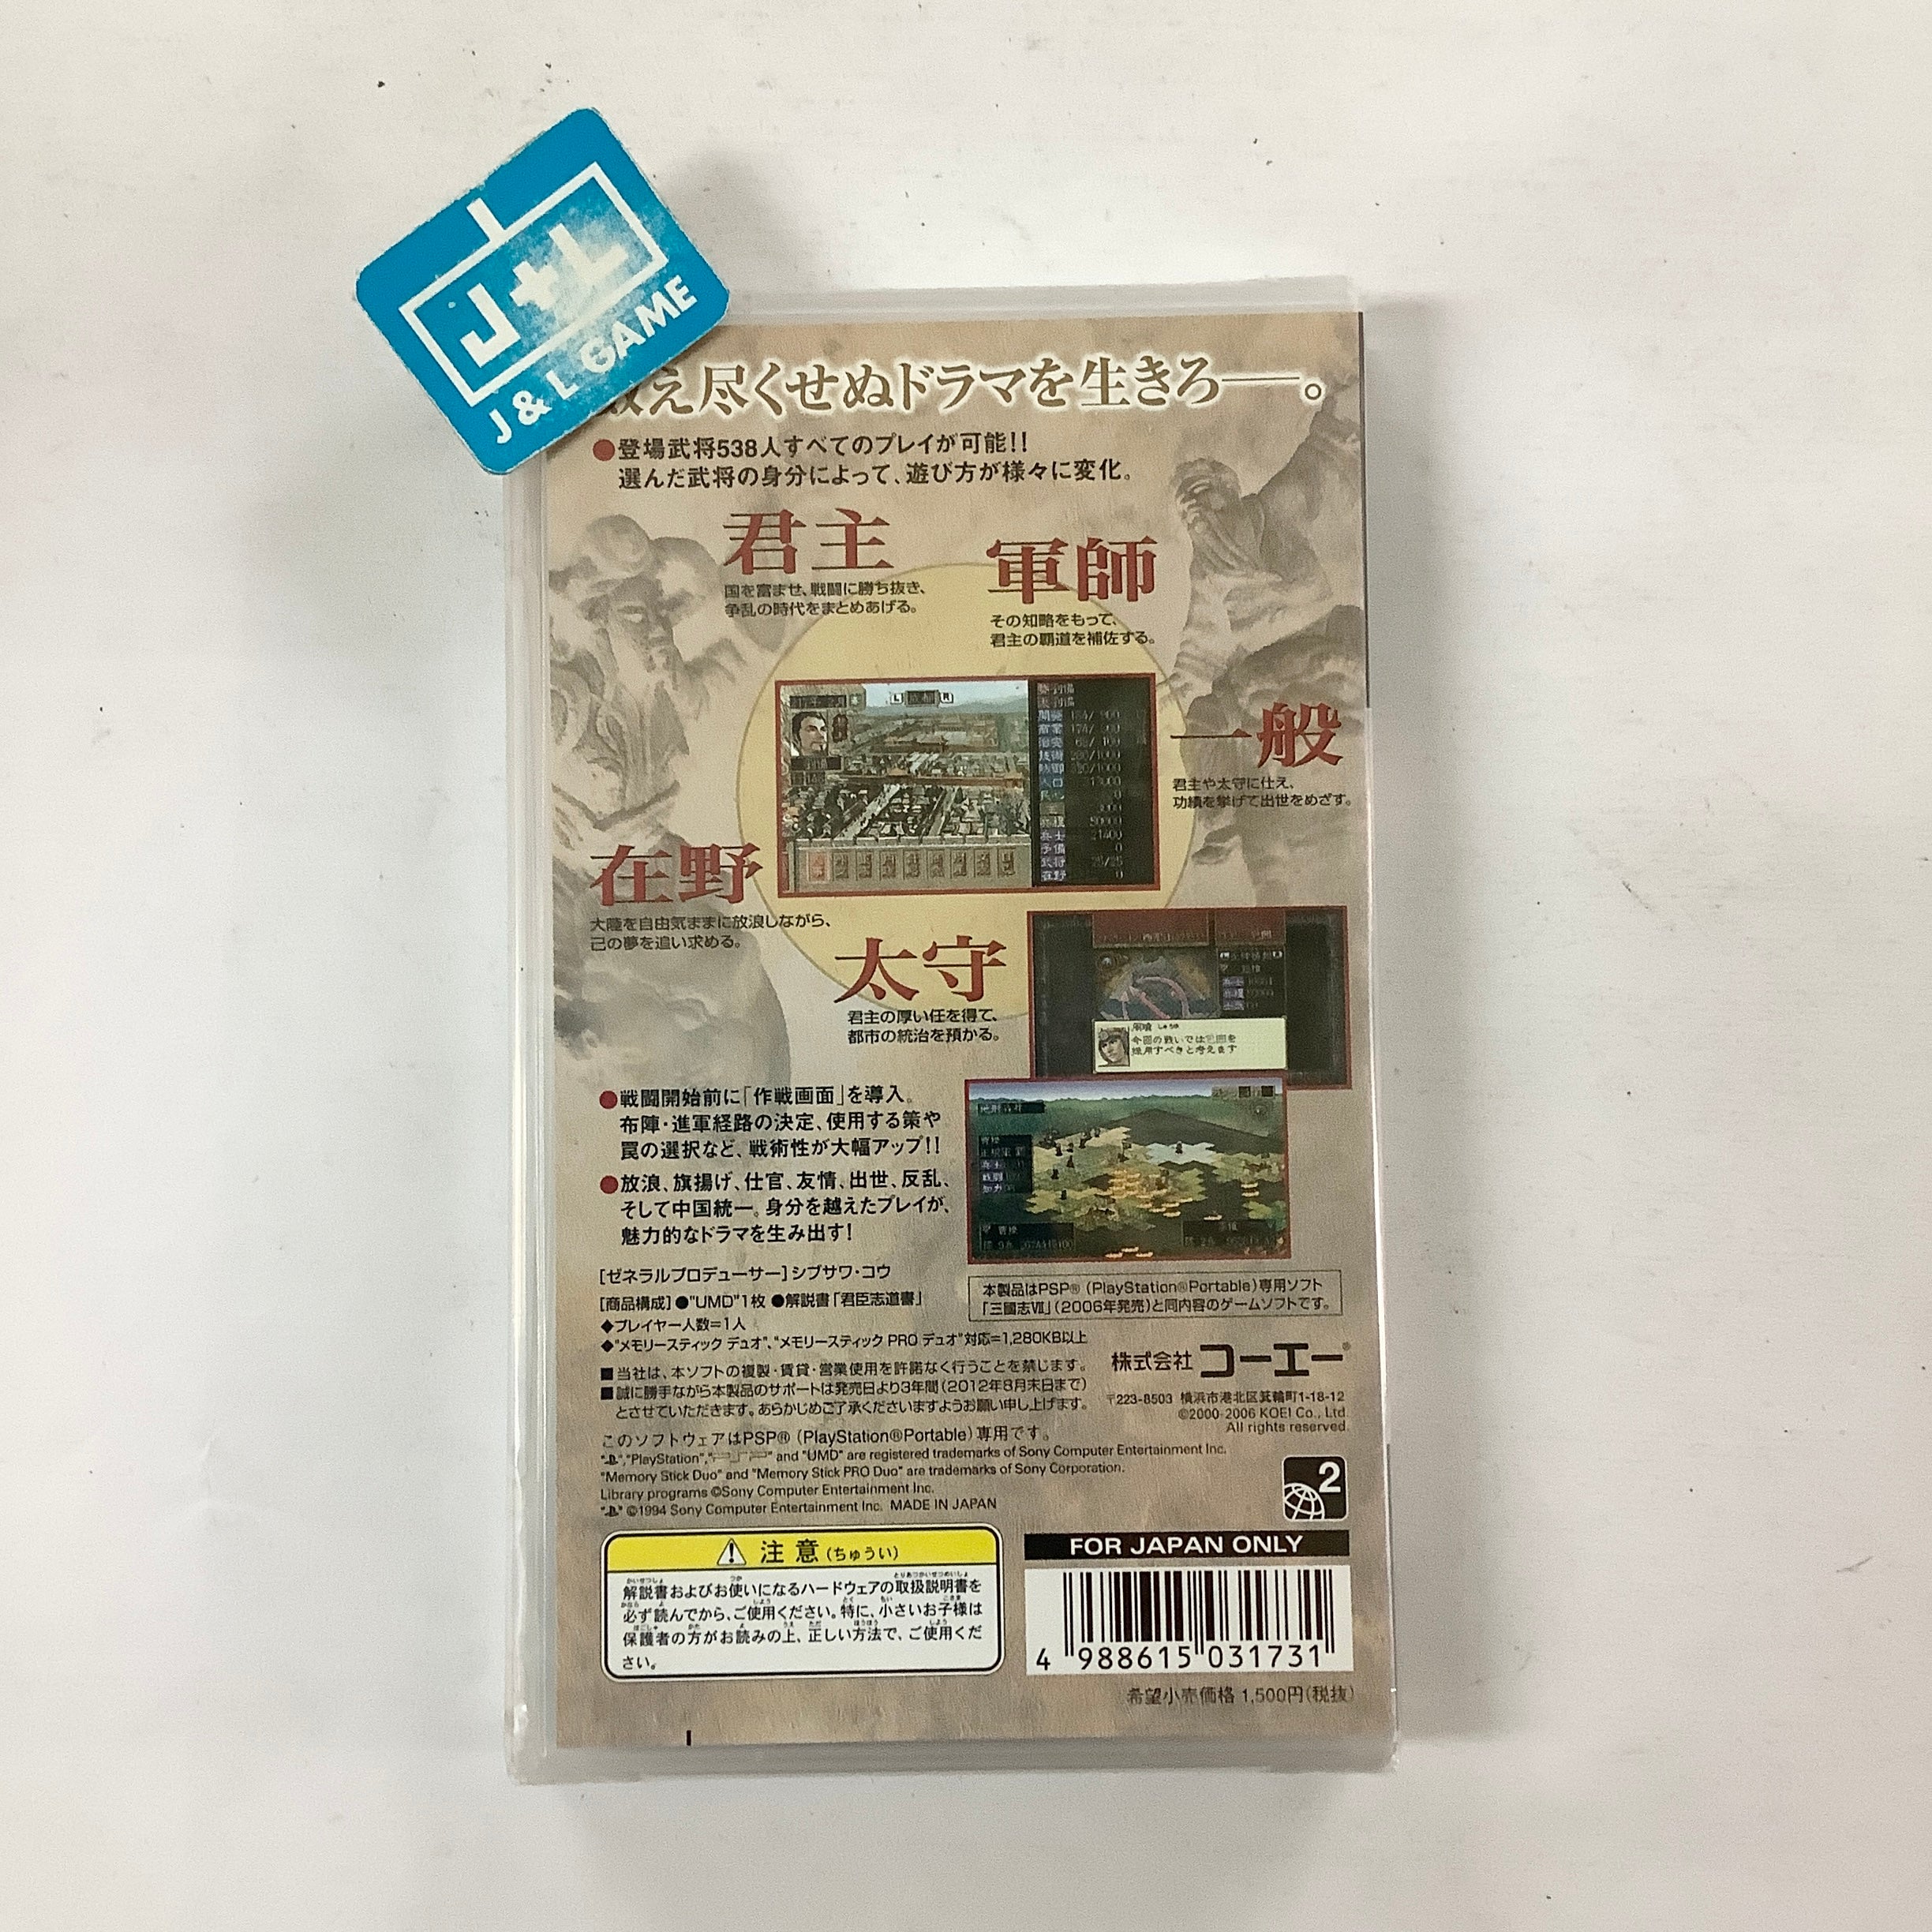 J+L
J & L GAME
え尽くせぬドラマを生きろ──。
●登場武将538人すべてのプレイが可能!!
選んだ武将の身分によって、遊び方が様々に変化。
君主
国を富ませ、戦闘に勝ち抜き、
争乱の時代をまとめあげる。
軍師
その知略をもって、
君主の覇道を補佐する。
一般
君主や太守に仕え、
功績を挙げて出世をめざす。
在野
大陸を自由気ままに放浪しながら、
己の夢を追い求める。
太守
君主の厚い任を得て、
都市の統治を預かる。
今回の戦いでは
採用すべきと考えます
●戦闘開始前に「作戦画面」を導入。
布陣・進軍経路の決定、使用する策や
罠の選択など、戦術性が大幅アップ!!
●放浪、旗揚げ、仕官、友情、出世、反乱、
そして中国統一。身分を越えたプレイが、
魅力的なドラマを生み出す!
[ゼネラルプロデューサー]シブサワ・コウ
[商品構成]●"UMD"1枚 ●解説書「君臣志道書」
◆プレイヤー人数=1人
◆"メモリースティック デュオ"、"メモリースティック PRO デュオ"対応=1,280KB以上
本製品はPSP®(PlayStation®Portable)専用ソフト
「三國志Ⅶ」(2006年発売)と同内容のゲームソフトです。
■当社は、本ソフトの複製・賃貸・営業使用を許諾なく行うことを禁じます。
■誠に勝手ながら本製品のサポートは発売日より3年間(2012年8月末日まで)
とさせていただきます。あらかじめご了承くださいますようお願い申し上げます。
株式会社コーエー®
〒223-8503 横浜市港北区箕輪町1-18-12
©2000-2006 KOEI Co., Ltd.
All rights reserved.
このソフトウェアはPSP®(PlayStation®Portable)専用です。
" ","PlayStation","PSP" and "UMD" are registered trademarks of Sony Computer Entertainment Inc.
"Memory Stick Duo" and "Memory Stick PRO Duo" are trademarks of Sony Corporation.
Library programs ©Sony Computer Entertainment Inc.
" " ©1994 Sony Computer Entertainment Inc. MADE IN JAPAN
2
注意(ちゅうい)
解説書およびお使いになるハードウェアの取扱説明書を
必ず読んでから、ご使用ください。特に、小さいお子様は
保護者の方がお読みの上、正しい方法で、ご使用くだ
さい。
FOR JAPAN ONLY
4 988615 031731
希望小売価格 1,500円(税抜)